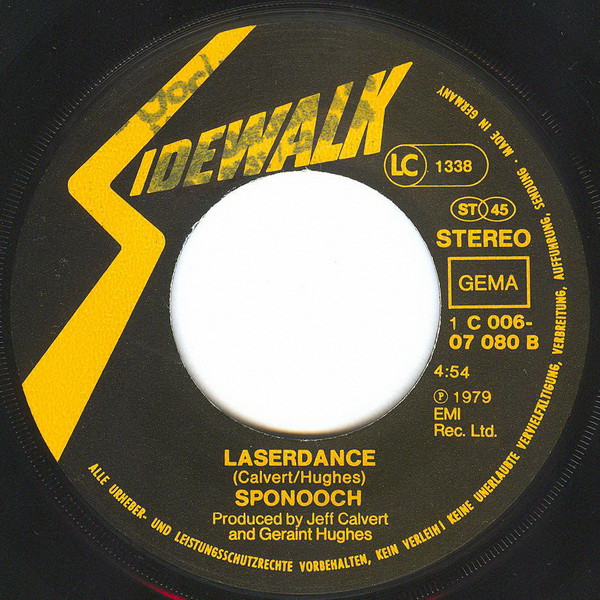 SIDEWALK
LC 1338
ST 45
STEREO
GEMA
1 C 006-
07 080 B
4:54
℗ 1979
EMI
Rec. Ltd.
LASERDANCE
(Calvert/Hughes)
SPONOOCH
Produced by Jeff Calvert
and Geraint Hughes
ALLE URHEBER- UND LEISTUNGSSCHUTZRECHTE VORBEHALTEN, KEIN VERLEIH! KEINE UNERLAUBTE VERVIELFÄLTIGUNG, VERBREITUNG, AUFFÜHRUNG, SENDUNG · MADE IN GERMANY